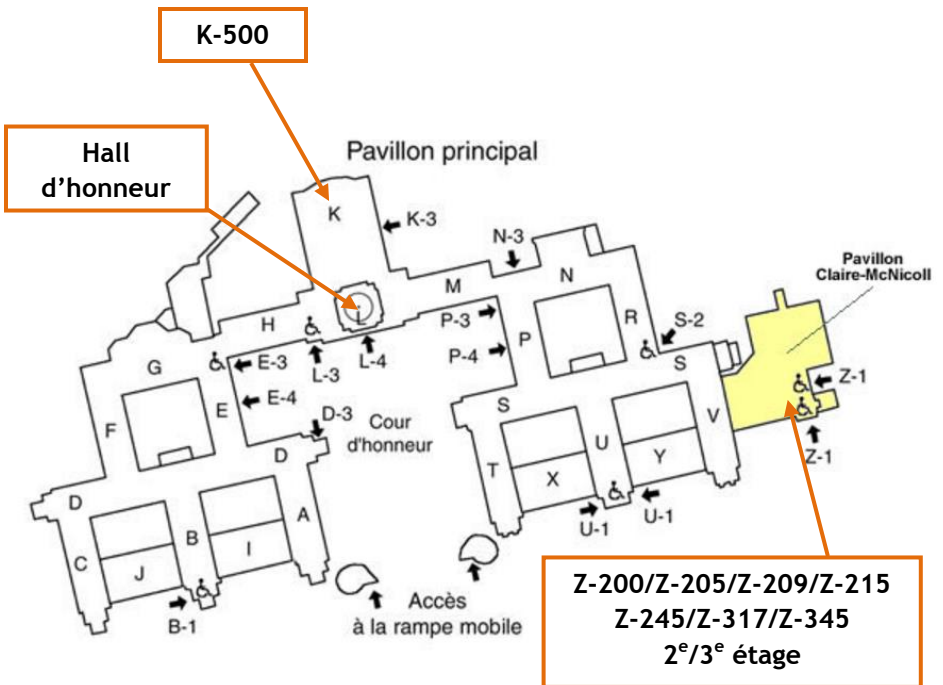 K-500
Hall
d’honneur
Pavillon principal
K
K-3
N-3
Pavillon
Claire-McNicoll
N
M
L
H
P-3
R
S-2
P
P-4
G
E-3
L-3
L-4
S
Z-1
E-4
E
D-3
Cour
d'honneur
S
V
F
D
U
Y
Z-1
T
X
D
A
B
I
U-1
U-1
C
J
B-1
Accès
à la rampe mobile
Z-200/Z-205/Z-209/Z-215
Z-245/Z-317/Z-345
2e/3e étage